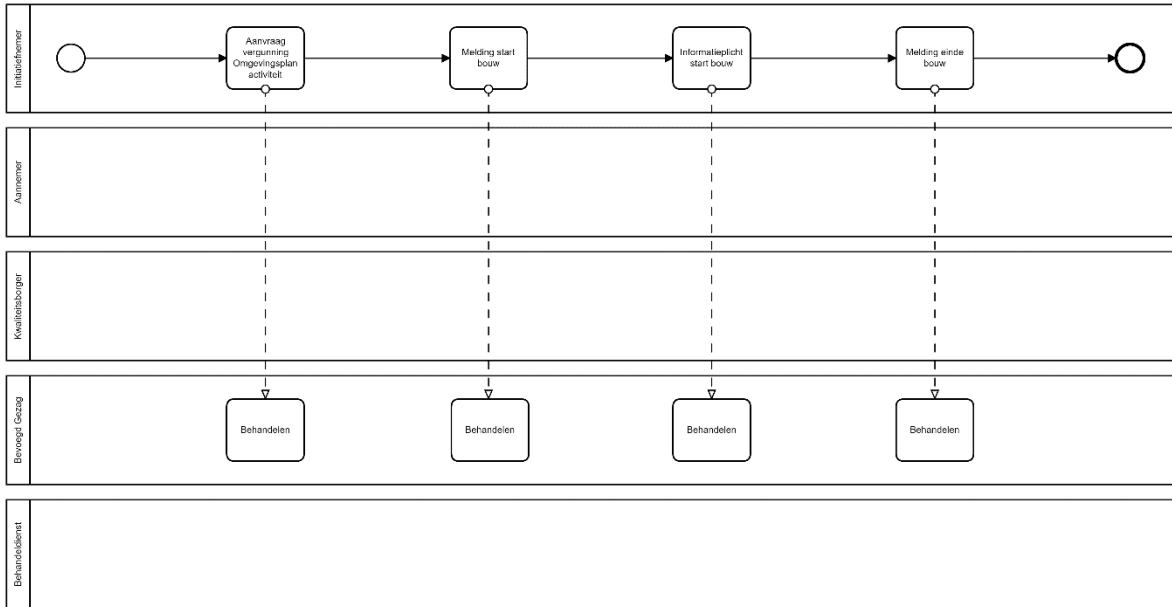 Initiatiefnemer
Aanvraag
vergunning
Omgevingsplan
activiteit
Melding start
bouw
Informatieplicht
start bouw
Melding einde
bouw
Aannemer
Kwaliteitsborger
Bevoegd Gezag
Behandelen
Behandelen
Behandelen
Behandelen
Behandeldienst